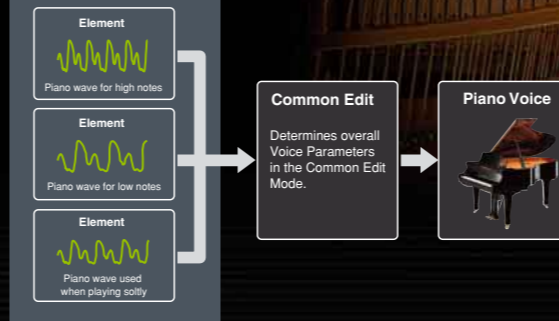 Element
Piano wave for high notes
Element
Piano wave for low notes
Element
Piano wave used
when playing soltly
Common Edit
Determines overall
Voice Parameters
in the Common Edit
Mode.
Piano Voice